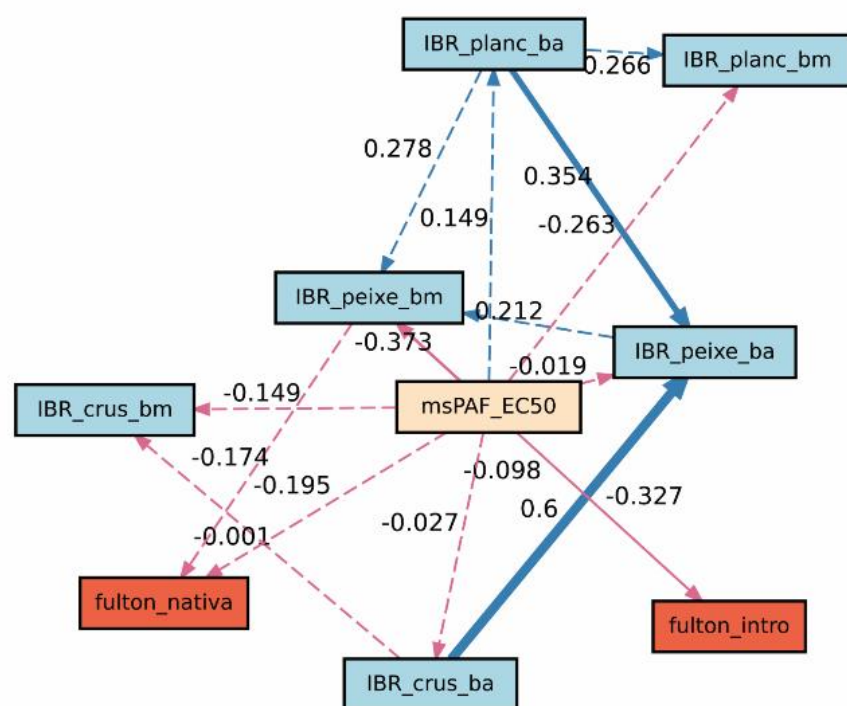 IBR_planc_ba
IBR_planc_bm
0.266
0.278
0.354
0.149
-0.263
IBR_peixe_bm
0.212
-0.373
IBR_peixe_ba
-0.019
IBR_crus_bm
-0.149
msPAF_EC50
-0.174
-0.098
-0.195
-0.327
0.6
-0.027
-0.001
fulton_nativa
fulton_intro
IBR_crus_ba